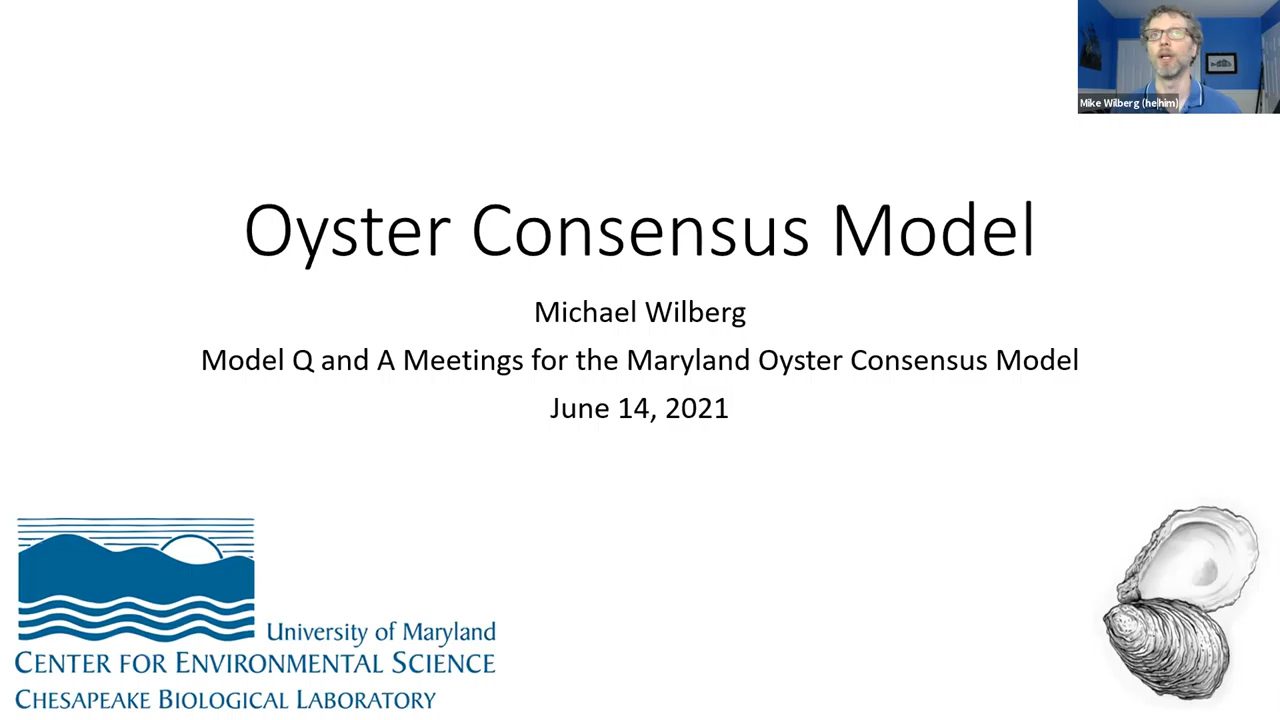 Mike Wilberg (he|him)
Oyster Consensus Model
Michael Wilberg
Model Q and A Meetings for the Maryland Oyster Consensus Model
June 14, 2021
University of Maryland
CENTER FOR ENVIRONMENTAL SCIENCE
CHESAPEAKE BIOLOGICAL LABORATORY